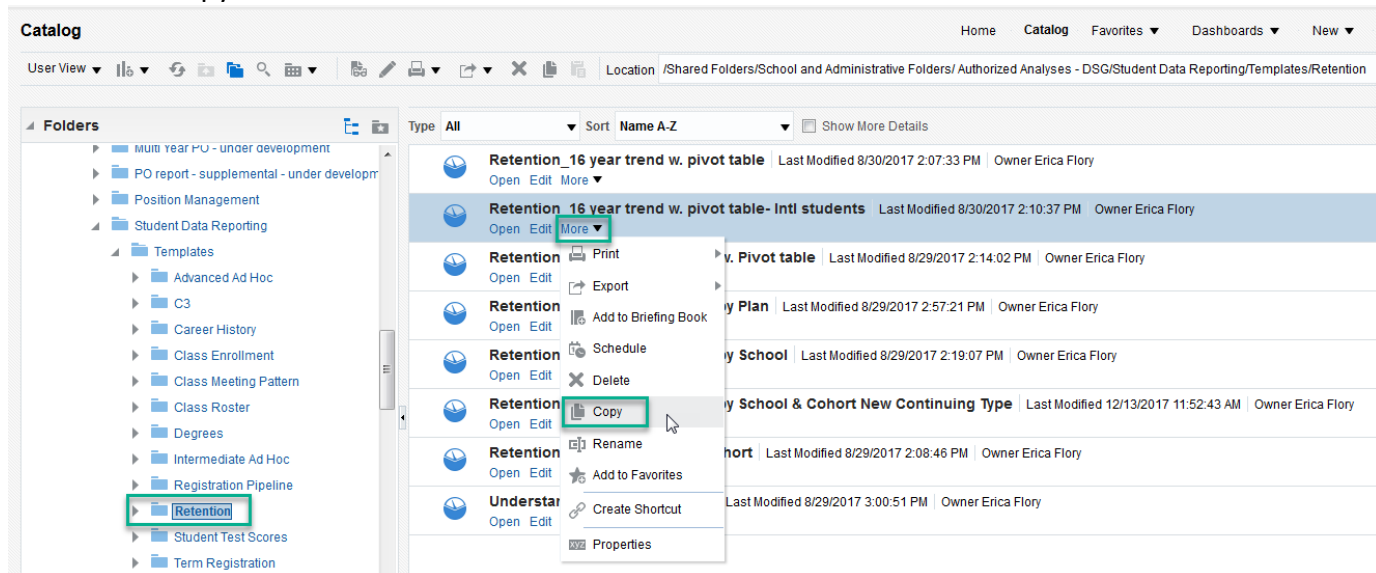 Catalog
Home Catalog Favorites ▼ Dashboards ▼ New ▼
User View ▼ Location /Shared Folders/School and Administrative Folders/ Authorized Analyses - DSG/Student Data Reporting/Templates/Retention
Folders
Type All ▼ Sort Name A-Z ▼ Show More Details
Multi Year PO - under development
PO report - supplemental - under developm
Position Management
Student Data Reporting
Templates
Advanced Ad Hoc
C3
Career History
Class Enrollment
Class Meeting Pattern
Class Roster
Degrees
Intermediate Ad Hoc
Registration Pipeline
Retention
Student Test Scores
Term Registration
Retention_16 year trend w. pivot table Last Modified 8/30/2017 2:07:33 PM Owner Erica Flory
Open Edit More ▼
Retention_16 year trend w. pivot table- Intl students Last Modified 8/30/2017 2:10:37 PM Owner Erica Flory
Open Edit More ▼
Retention v. Pivot table Last Modified 8/29/2017 2:14:02 PM Owner Erica Flory
Open Edit
Retention y Plan Last Modified 8/29/2017 2:57:21 PM Owner Erica Flory
Open Edit
Retention y School Last Modified 8/29/2017 2:19:07 PM Owner Erica Flory
Open Edit
Retention y School & Cohort New Continuing Type Last Modified 12/13/2017 11:52:43 AM Owner Erica Flory
Open Edit
Retention hort Last Modified 8/29/2017 2:08:46 PM Owner Erica Flory
Open Edit
Understar Last Modified 8/29/2017 3:00:51 PM Owner Erica Flory
Open Edit
Print
Export
Add to Briefing Book
Schedule
Delete
Copy
Rename
Add to Favorites
Create Shortcut
xyz Properties